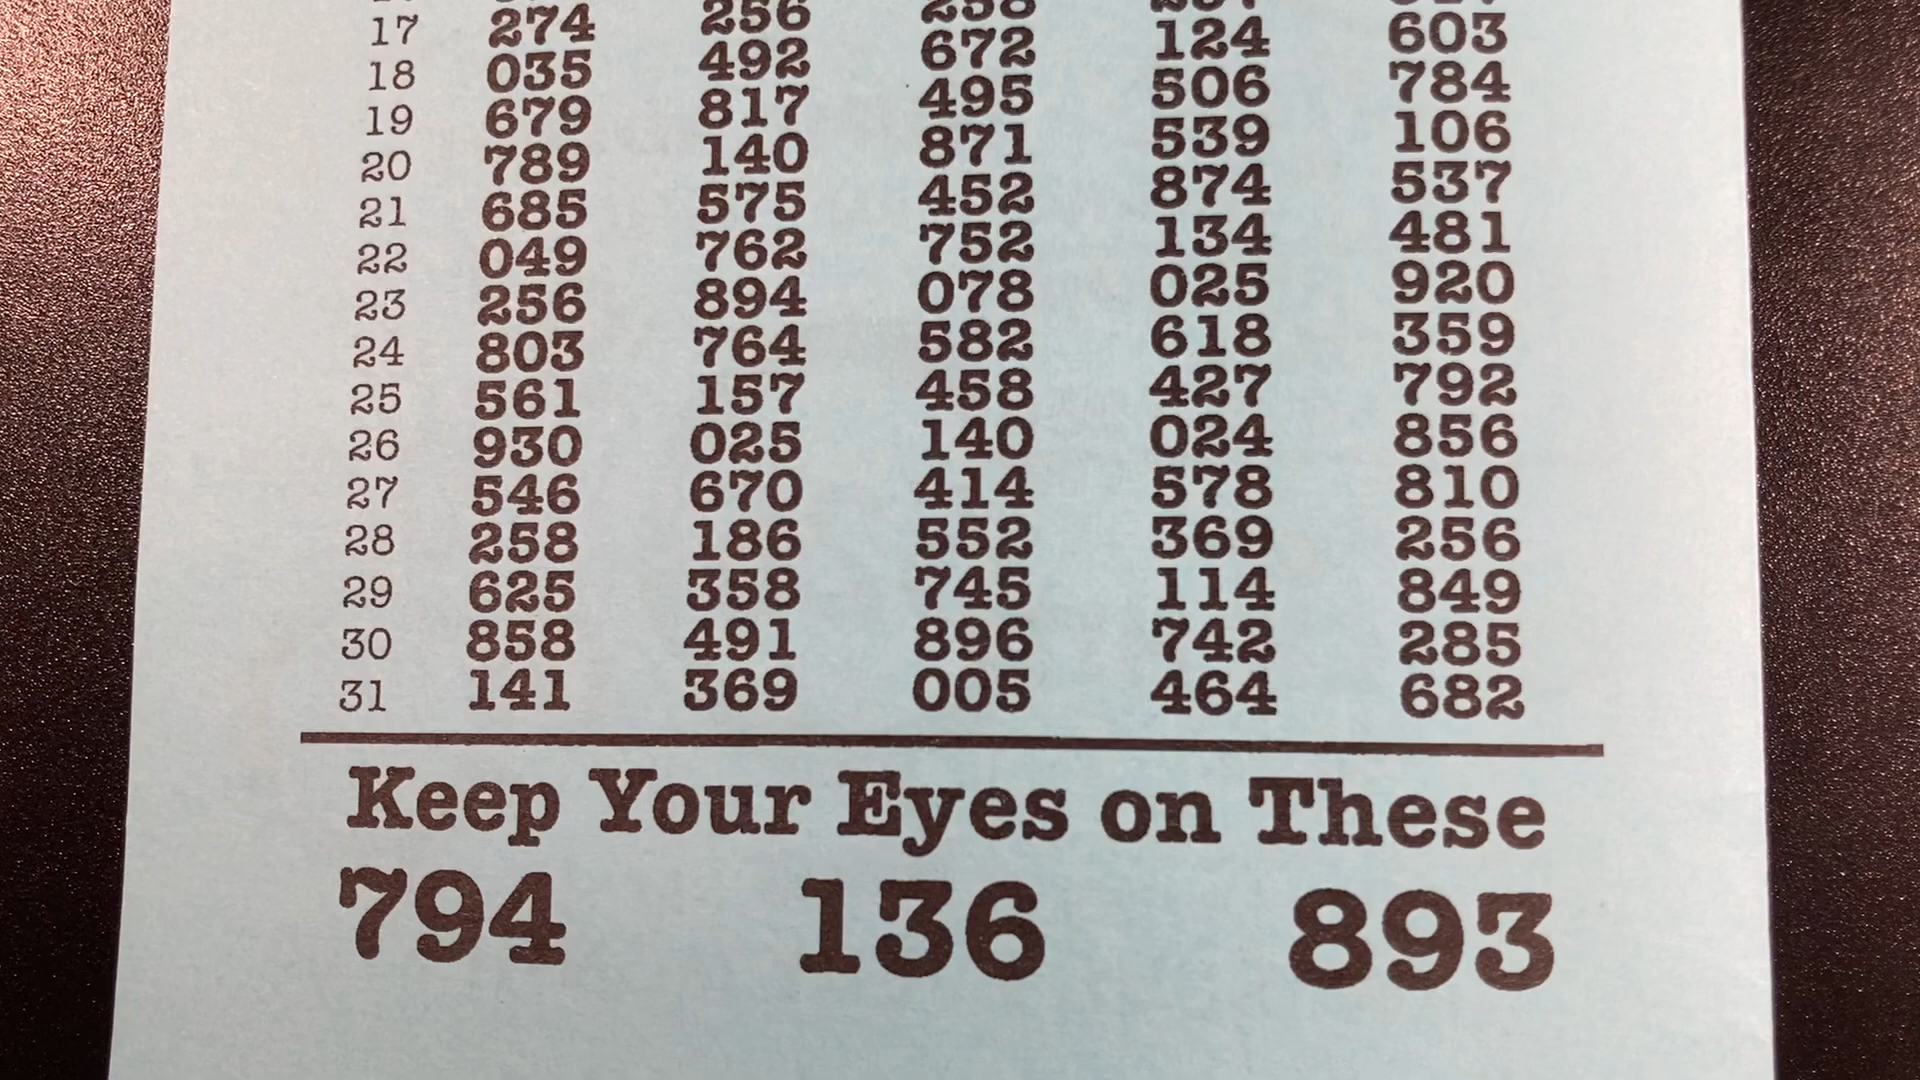 17 274 256 258
18 035 492 672 124 603
19 679 817 495 506 784
20 789 140 871 539 106
21 685 575 452 874 537
22 049 762 752 134 481
23 256 894 078 025 920
24 803 764 582 618 359
25 561 157 458 427 792
26 930 025 140 024 856
27 546 670 414 578 810
28 258 186 552 369 256
29 625 358 745 114 849
30 858 491 896 742 285
31 141 369 005 464 682
Keep Your Eyes on These
794 136 893